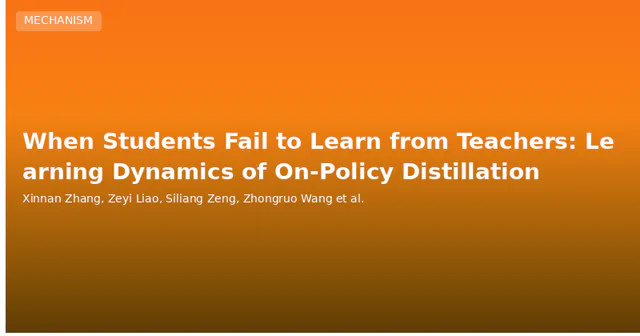 MECHANISM
When Students Fail to Learn from Teachers: Le
arning Dynamics of On-Policy Distillation
Xinnan Zhang, Zeyi Liao, Siliang Zeng, Zhongruo Wang et al.